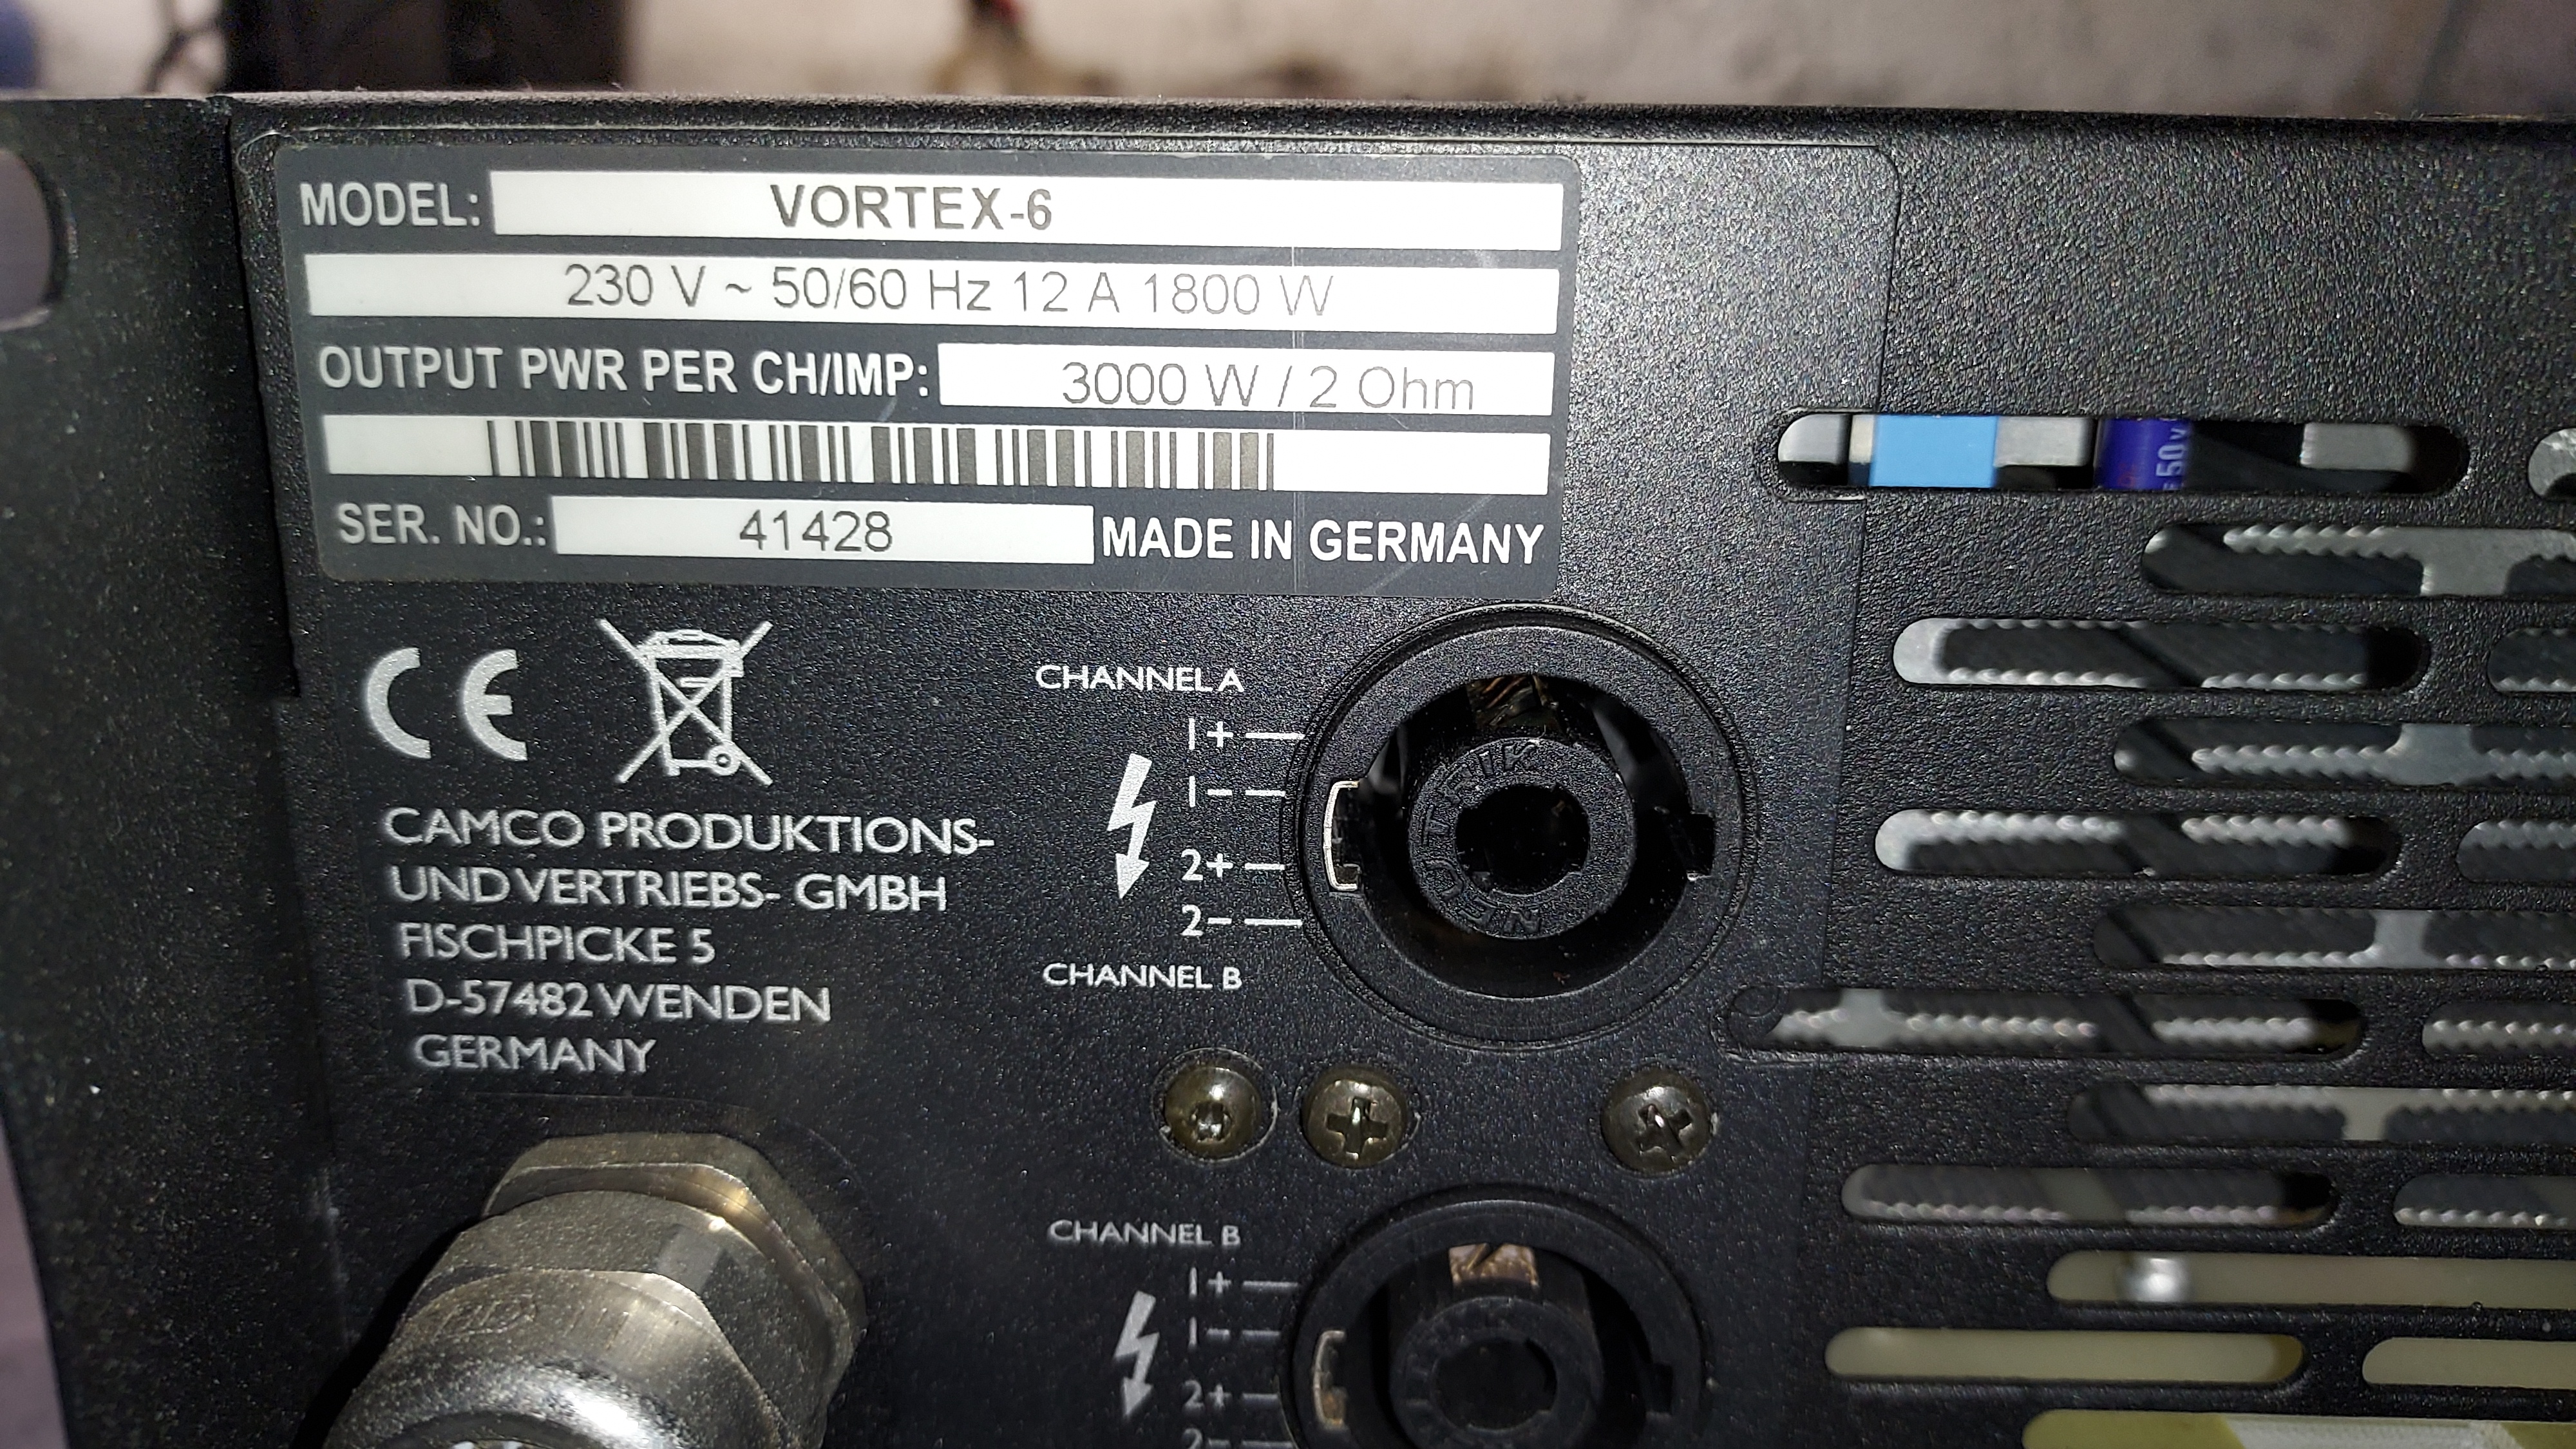 MODEL: VORTEX-6
230 V ~ 50/60 Hz 12 A 1800 W
OUTPUT PWR PER CH/IMP: 3000 W / 2 Ohm
SER. NO.: 41428 MADE IN GERMANY
CE
CAMCO PRODUKTIONS-
UND VERTRIEBS- GMBH
FISCHPICKE 5
D-57482 WENDEN
GERMANY
CHANNEL A
1+
1-
2+
2-
CHANNEL B
NEUTRIK
CHANNEL B
1+
1-
2+
2-
50v